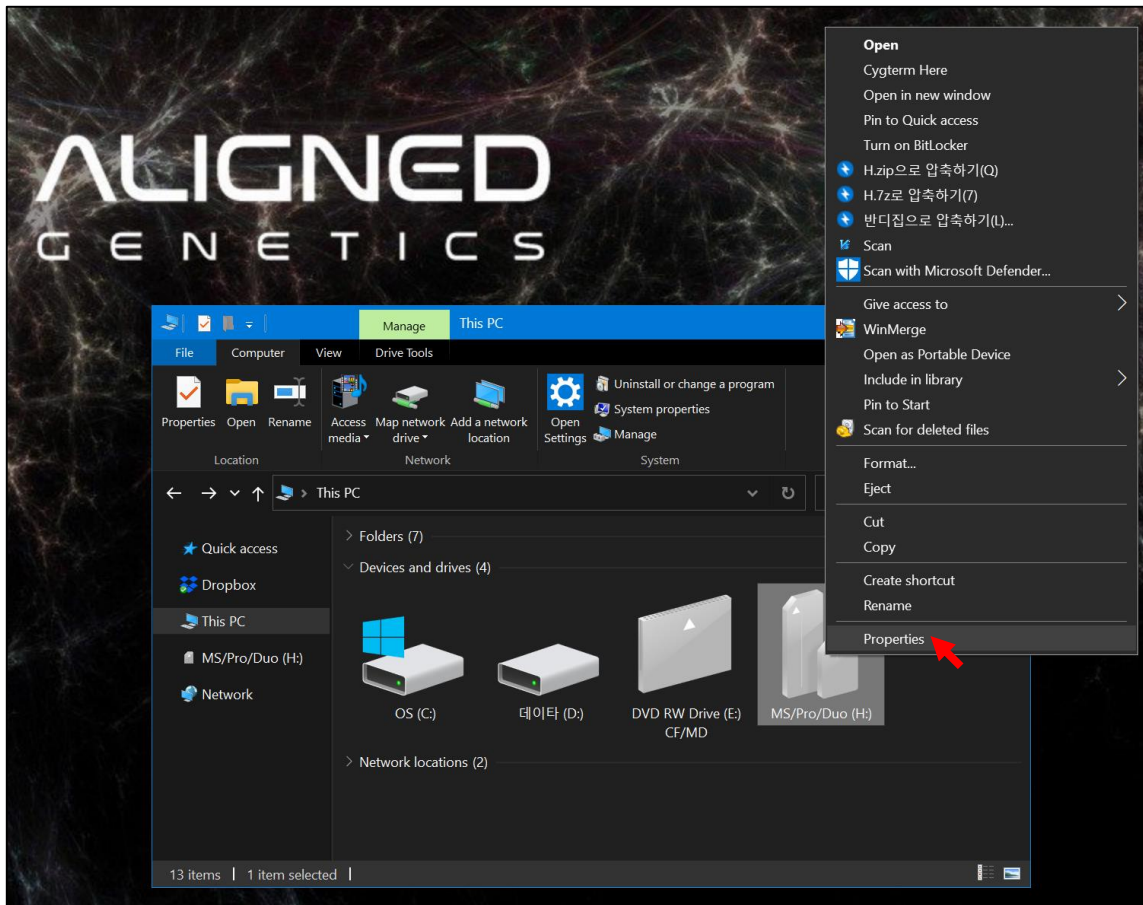 ALIGNED
GENETICS
Open
Cygterm Here
Open in new window
Pin to Quick access
Turn on BitLocker
H.zip으로 압축하기(Q)
H.7z로 압축하기(7)
반디집으로 압축하기(L)...
Scan
Scan with Microsoft Defender...
Give access to
WinMerge
Open as Portable Device
Include in library
Pin to Start
Scan for deleted files
Format...
Eject
Cut
Copy
Create shortcut
Rename
Properties
Manage
This PC
File
Computer
View
Drive Tools
Properties
Open
Rename
Access
media
Map network
drive
Add a network
location
Open
Settings
Uninstall or change a program
System properties
Manage
Location
Network
System
This PC
Quick access
Dropbox
This PC
MS/Pro/Duo (H:)
Network
Folders (7)
Devices and drives (4)
OS (C:)
데이타 (D:)
DVD RW Drive (E:)
CF/MD
MS/Pro/Duo (H:)
Network locations (2)
13 items
1 item selected